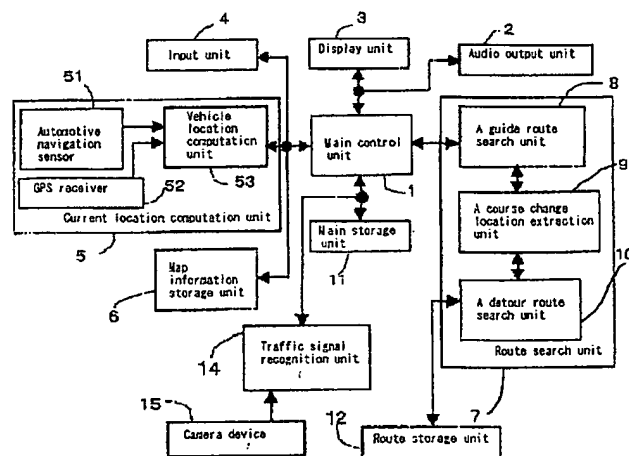 4
3
2
Input unit
Display unit
Audio output unit
51
8
Automotive
navigation
sensor
Vehicle
location
computation
unit
Main control
unit
A guide route
search unit
53
1
9
GPS receiver
52
Current location computation unit
A course change
location extraction
unit
5
Main storage
unit
11
10
Map
information
storage unit
6
A detour route
search unit
Route search unit
Traffic signal
recognition unit
14
7
15
Camera device
12
Route storage unit